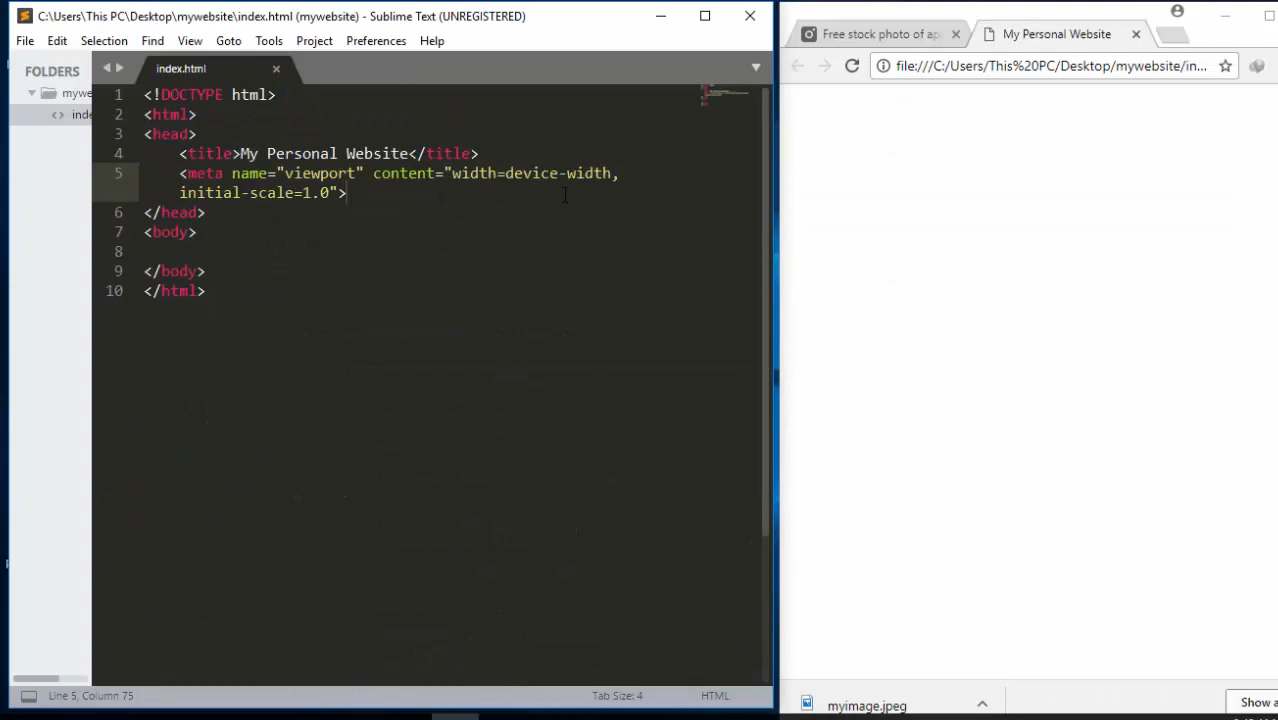 C:\Users\This PC\Desktop\mywebsite\index.html (mywebsite) - Sublime Text (UNREGISTERED)
File Edit Selection Find View Goto Tools Project Preferences Help
FOLDERS
index.html
1 <!DOCTYPE html>
2 <html>
3 <head>
4 <title>My Personal Website</title>
5 <meta name="viewport" content="width=device-width,
initial-scale=1.0">
6 </head>
7 <body>
8
9 </body>
10 </html>
Line 5, Column 75
Tab Size: 4
HTML
Free stock photo of ap
My Personal Website
file:///C:/Users/This%20PC/Desktop/mywebsite/in...
myimage.jpeg
Show a